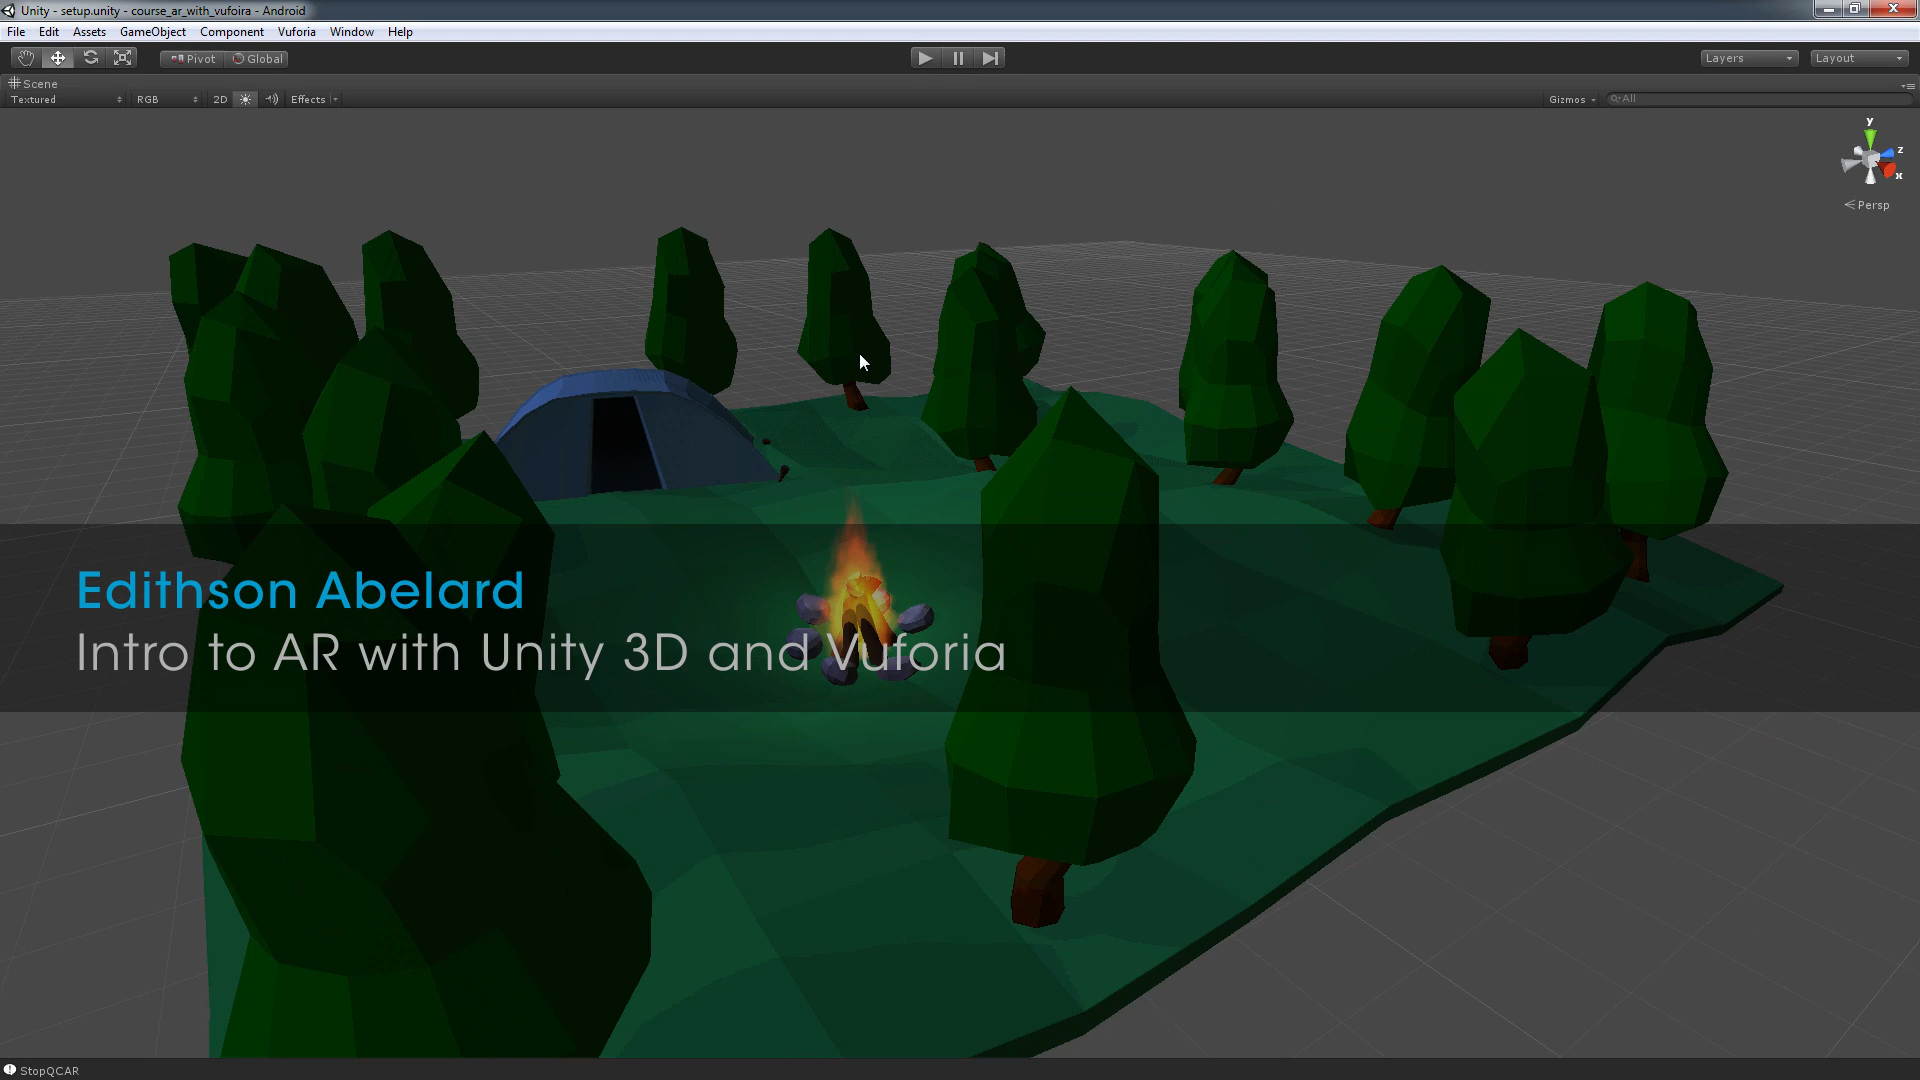 Unity - setup.unity - course_ar_with_vufoira - Android
File Edit Assets GameObject Component Vuforia Window Help
Pivot Global Layers Layout
Scene
Textured RGB 2D Effects Gizmos All
y
z
x
Persp
Edithson Abelard
Intro to AR with Unity 3D and Vuforia
StopQCAR